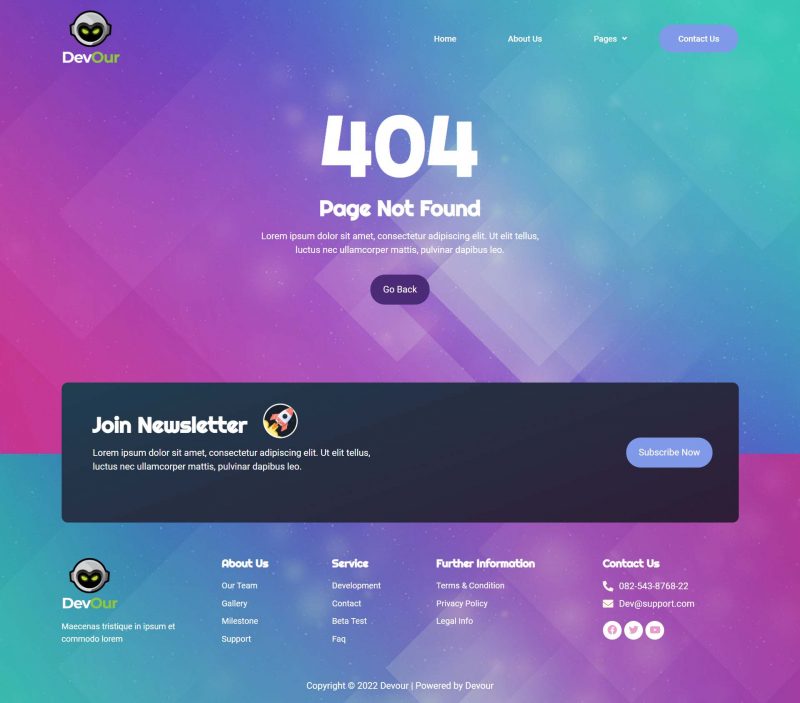 DevOur
Home
About Us
Pages
Contact Us
404
Page Not Found
Lorem ipsum dolor sit amet, consectetur adipiscing elit. Ut elit tellus,
luctus nec ullamcorper mattis, pulvinar dapibus leo.
Go Back
Join Newsletter
Lorem ipsum dolor sit amet, consectetur adipiscing elit. Ut elit tellus,
luctus nec ullamcorper mattis, pulvinar dapibus leo.
Subscribe Now
DevOur
Maecenas tristique in ipsum et
commodo lorem
About Us
Our Team
Gallery
Milestone
Support
Service
Development
Contact
Beta Test
Faq
Further Information
Terms & Condition
Privacy Policy
Legal Info
Contact Us
082-543-8768-22
Dev@support.com
Copyright © 2022 Devour | Powered by Devour